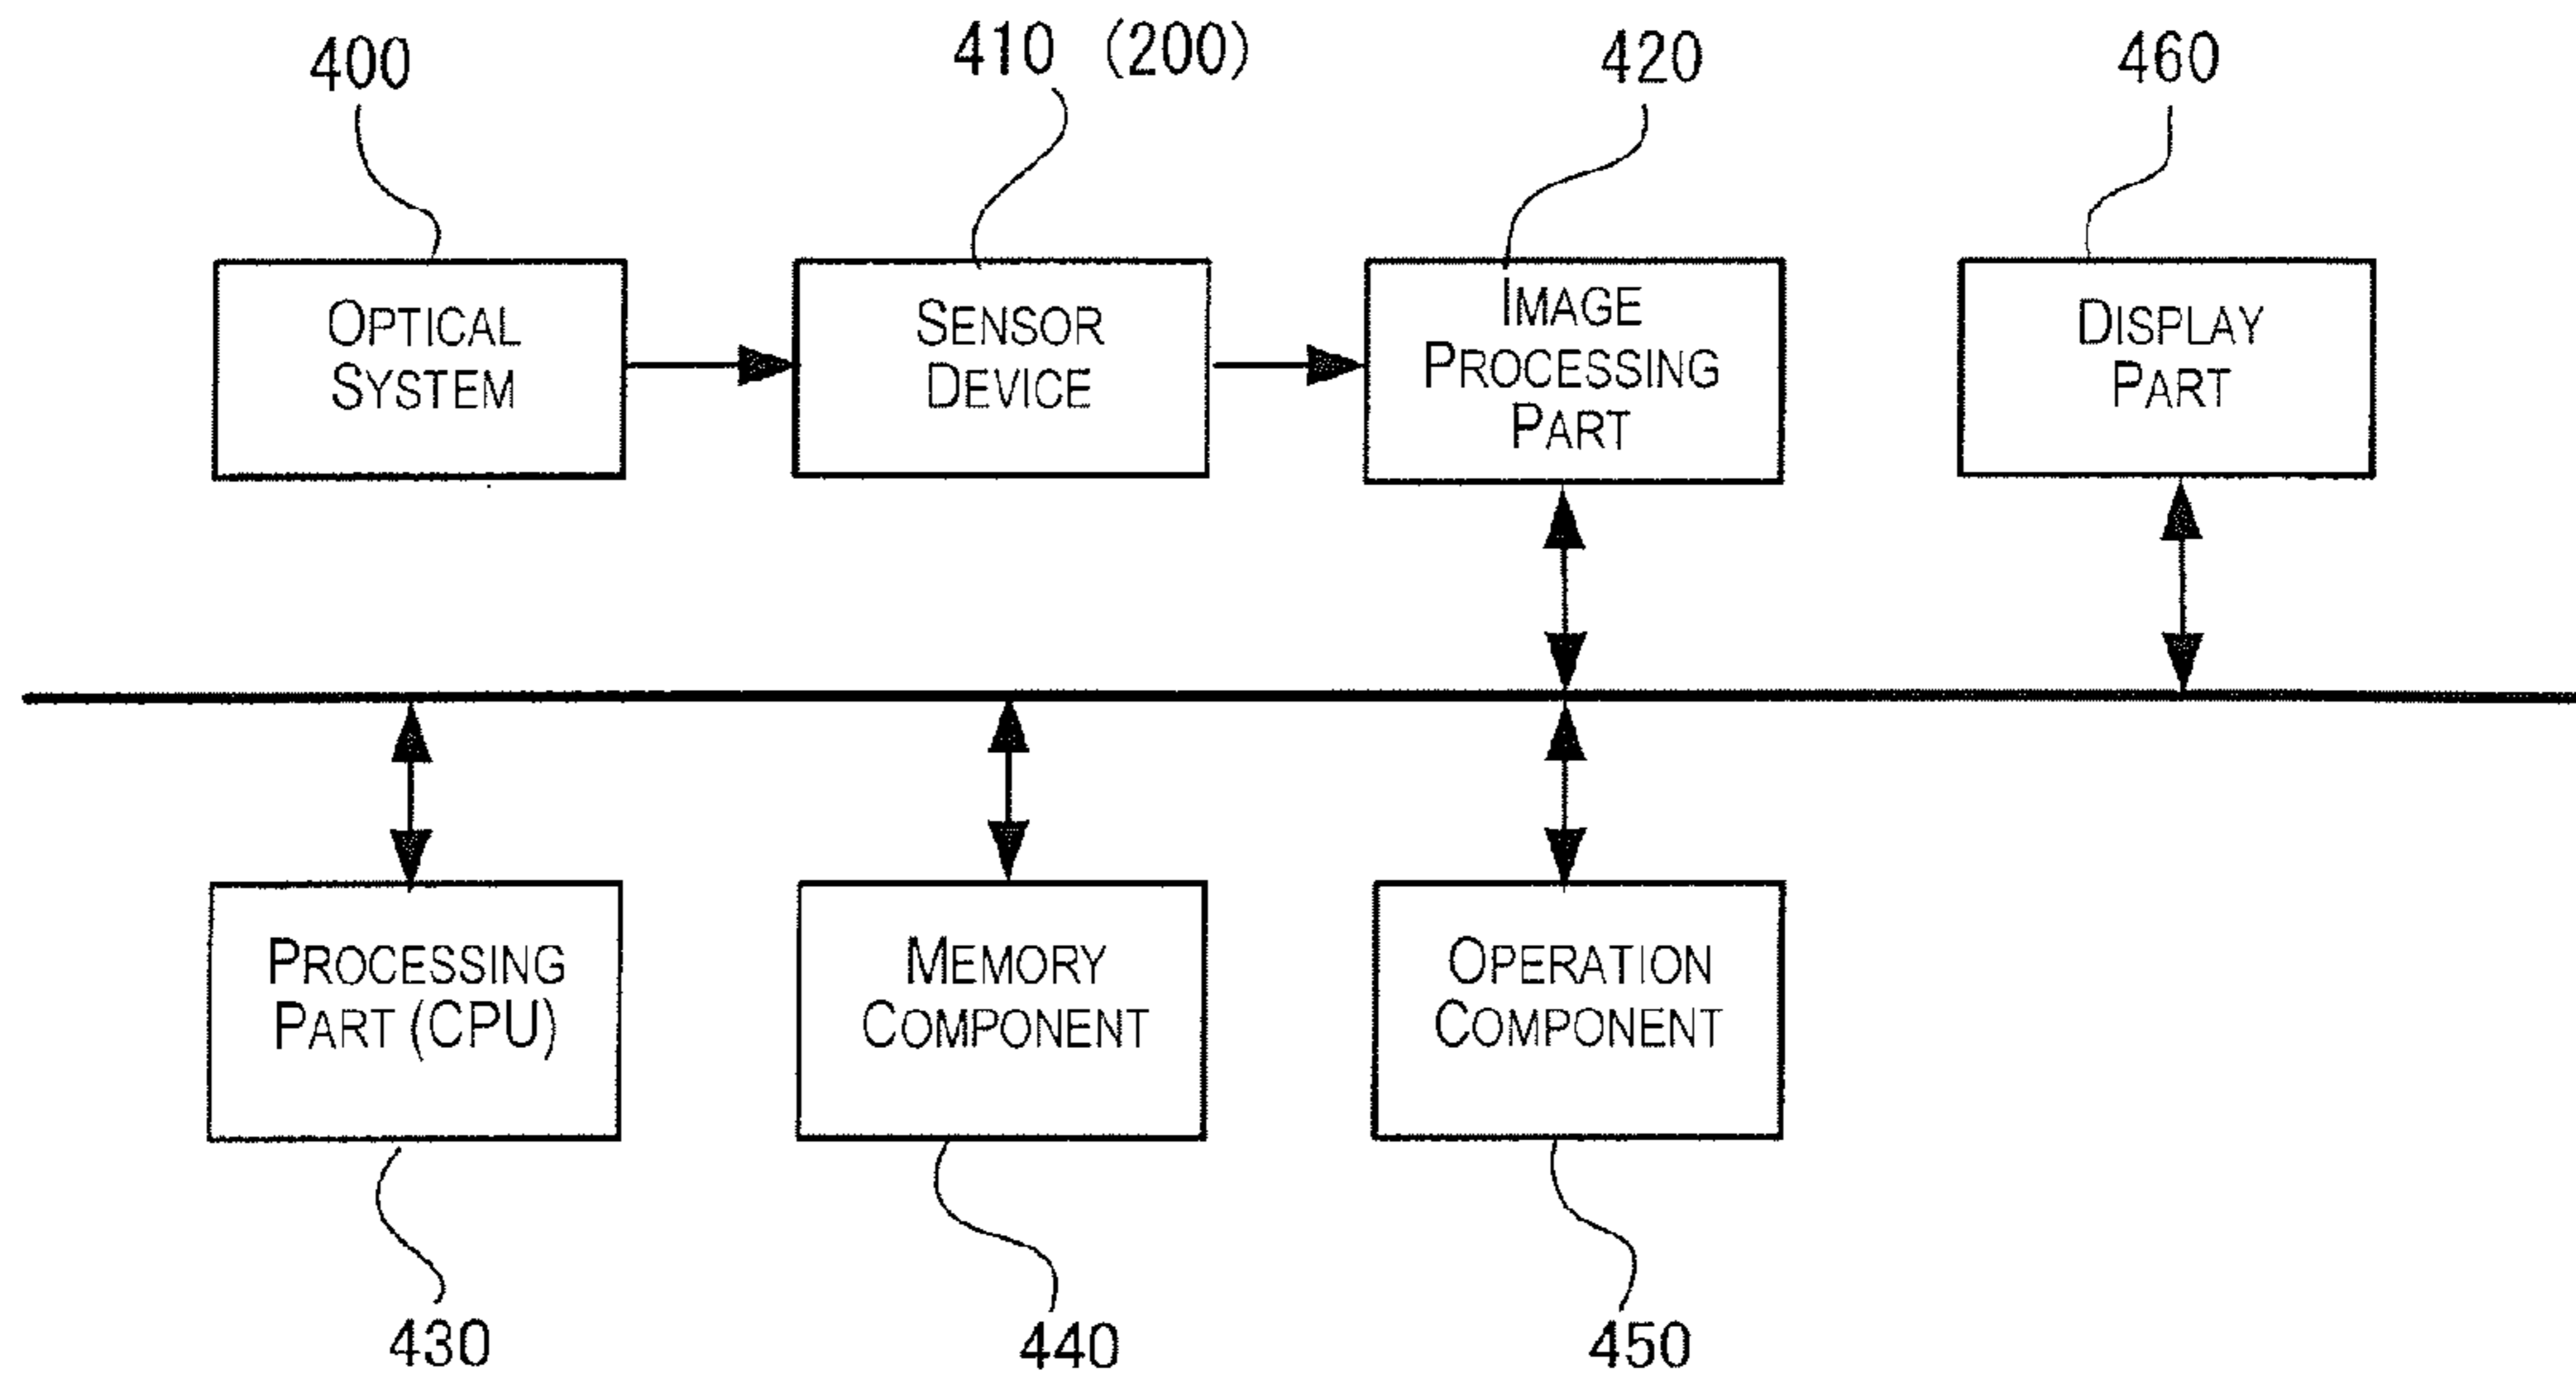 400
410 (200)
420
460
OPTICAL
SYSTEM
SENSOR
DEVICE
IMAGE
PROCESSING
PART
DISPLAY
PART
PROCESSING
PART (CPU)
MEMORY
COMPONENT
OPERATION
COMPONENT
430
440
450